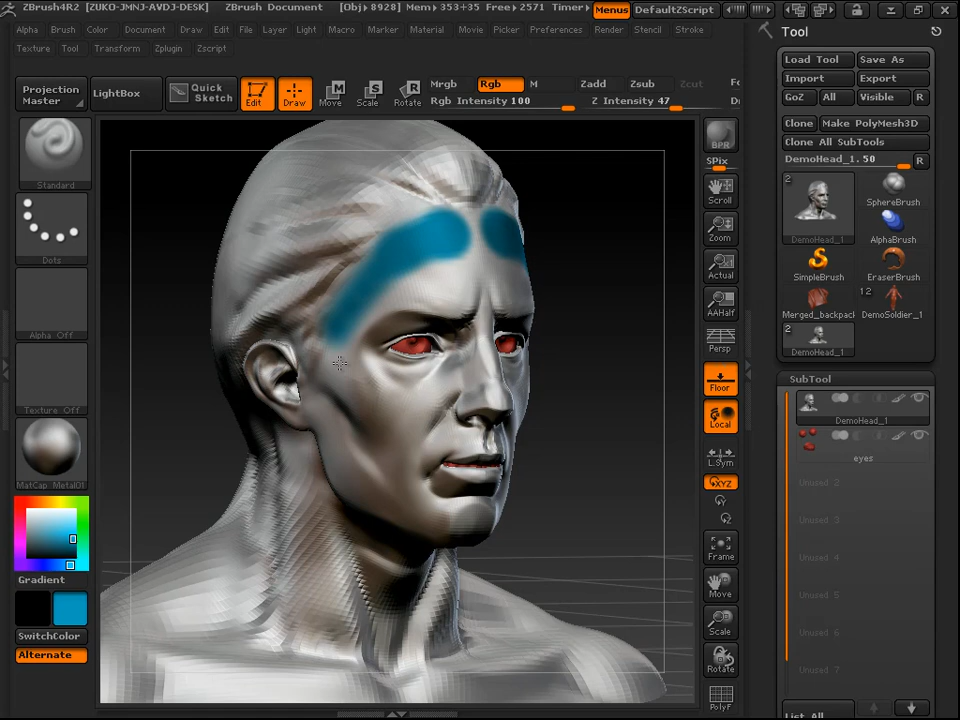 ZBrush4R2 [ZUKO-JMNJ-AVDJ-DESK] ZBrush Document [Obj▸8928] Mem▸353+35 Free▸2571 Timer▸ Menus DefaultZScript
Alpha Brush Color Document Draw Edit File Layer Light Macro Marker Material Movie Picker Preferences Render Stencil Stroke
Texture Tool Transform Zplugin Zscript
Tool
Load Tool Save As
Import Export
GoZ All Visible R
Clone Make PolyMesh3D
Clone All SubTools
DemoHead_1. 50 R
Projection Master
LightBox
Quick Sketch
Edit Draw Move Scale Rotate
Mrgb Rgb M Zadd Zsub Zcut
Rgb Intensity 100 Z Intensity 47
Standard
Dots
Alpha Off
Texture Off
MatCap Metal01
Gradient
SwitchColor
Alternate
BPR
SPix
Scroll
Zoom
Actual
AAHalf
Persp
Floor
Local
L.Sym
XYZ
Y
Z
Frame
Move
Scale
Rotate
PolyF
2
DemoHead_1
SphereBrush
AlphaBrush
SimpleBrush EraserBrush
12
Merged_backpack DemoSoldier_1
2
DemoHead_1
SubTool
DemoHead_1
eyes
Unused 2
Unused 3
Unused 4
Unused 5
Unused 6
Unused 7
List All